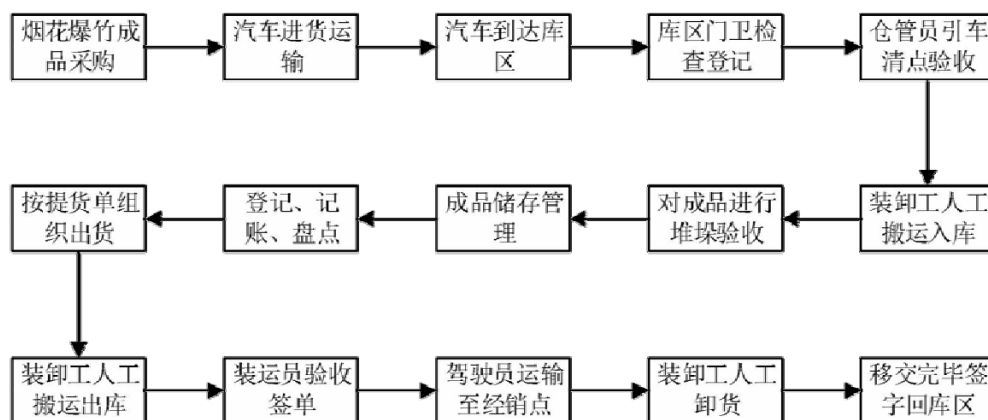 烟花爆竹成
品采购
汽车进货运
输
汽车到达库
区
库区门卫检
查登记
仓管员引车
清点验收
装卸工人工
搬运入库
对成品进行
堆垛验收
成品储存管
理
登记、记
账、盘点
按提货单组
织出货
装卸工人工
搬运出库
装运员验收
签单
驾驶员运输
至经销点
装卸工人工
卸货
移交完毕签
字回库区